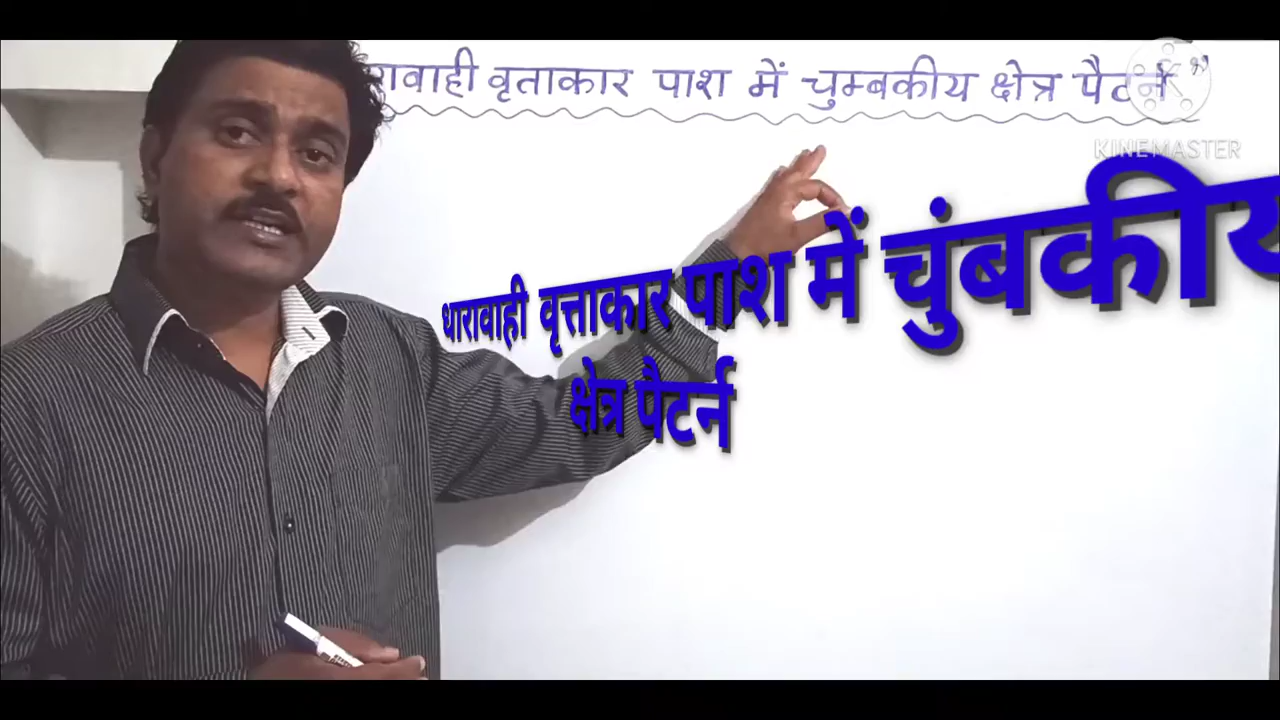 वृताकार पाश में चुम्बकीय क्षेत्र पैटर्न "
KINEMASTER
धारावाही वृत्ताकार पाश में चुंबकीय
क्षेत्र पैटर्न